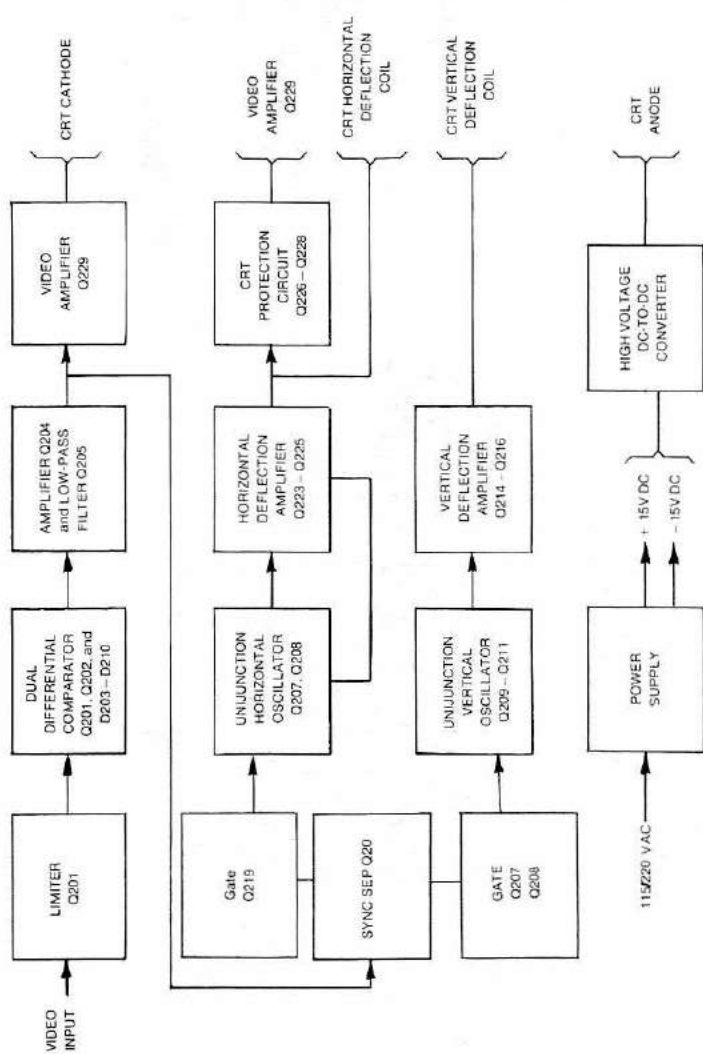 VIDEO
INPUT
LIMITER
Q201
DUAL
DIFFERENTIAL
COMPARATOR
Q201, Q202, and
D203 – D210
AMPLIFIER Q204
and LOW-PASS
FILTER Q205
VIDEO
AMPLIFIER
Q229
CRT CATHODE
Gate
Q219
UNIJUNCTION
HORIZONTAL
OSCILLATOR
Q207, Q208
HORIZONTAL
DEFLECTION
AMPLIFIER
Q223 – Q225
CRT
PROTECTION
CIRCUIT
Q226 – Q228
VIDEO
AMPLIFIER
Q229
CRT HORIZONTAL
DEFLECTION
COIL
SYNC SEP Q20
GATE
Q207
Q208
UNIJUNCTION
VERTICAL
OSCILLATOR
Q209 – Q211
VERTICAL
DEFLECTION
AMPLIFIER
Q214 – Q216
CRT VERTICAL
DEFLECTION
COIL
115/220 VAC
POWER
SUPPLY
+ 15V DC
– 15V DC
HIGH VOLTAGE
DC-TO-DC
CONVERTER
CRT
ANODE